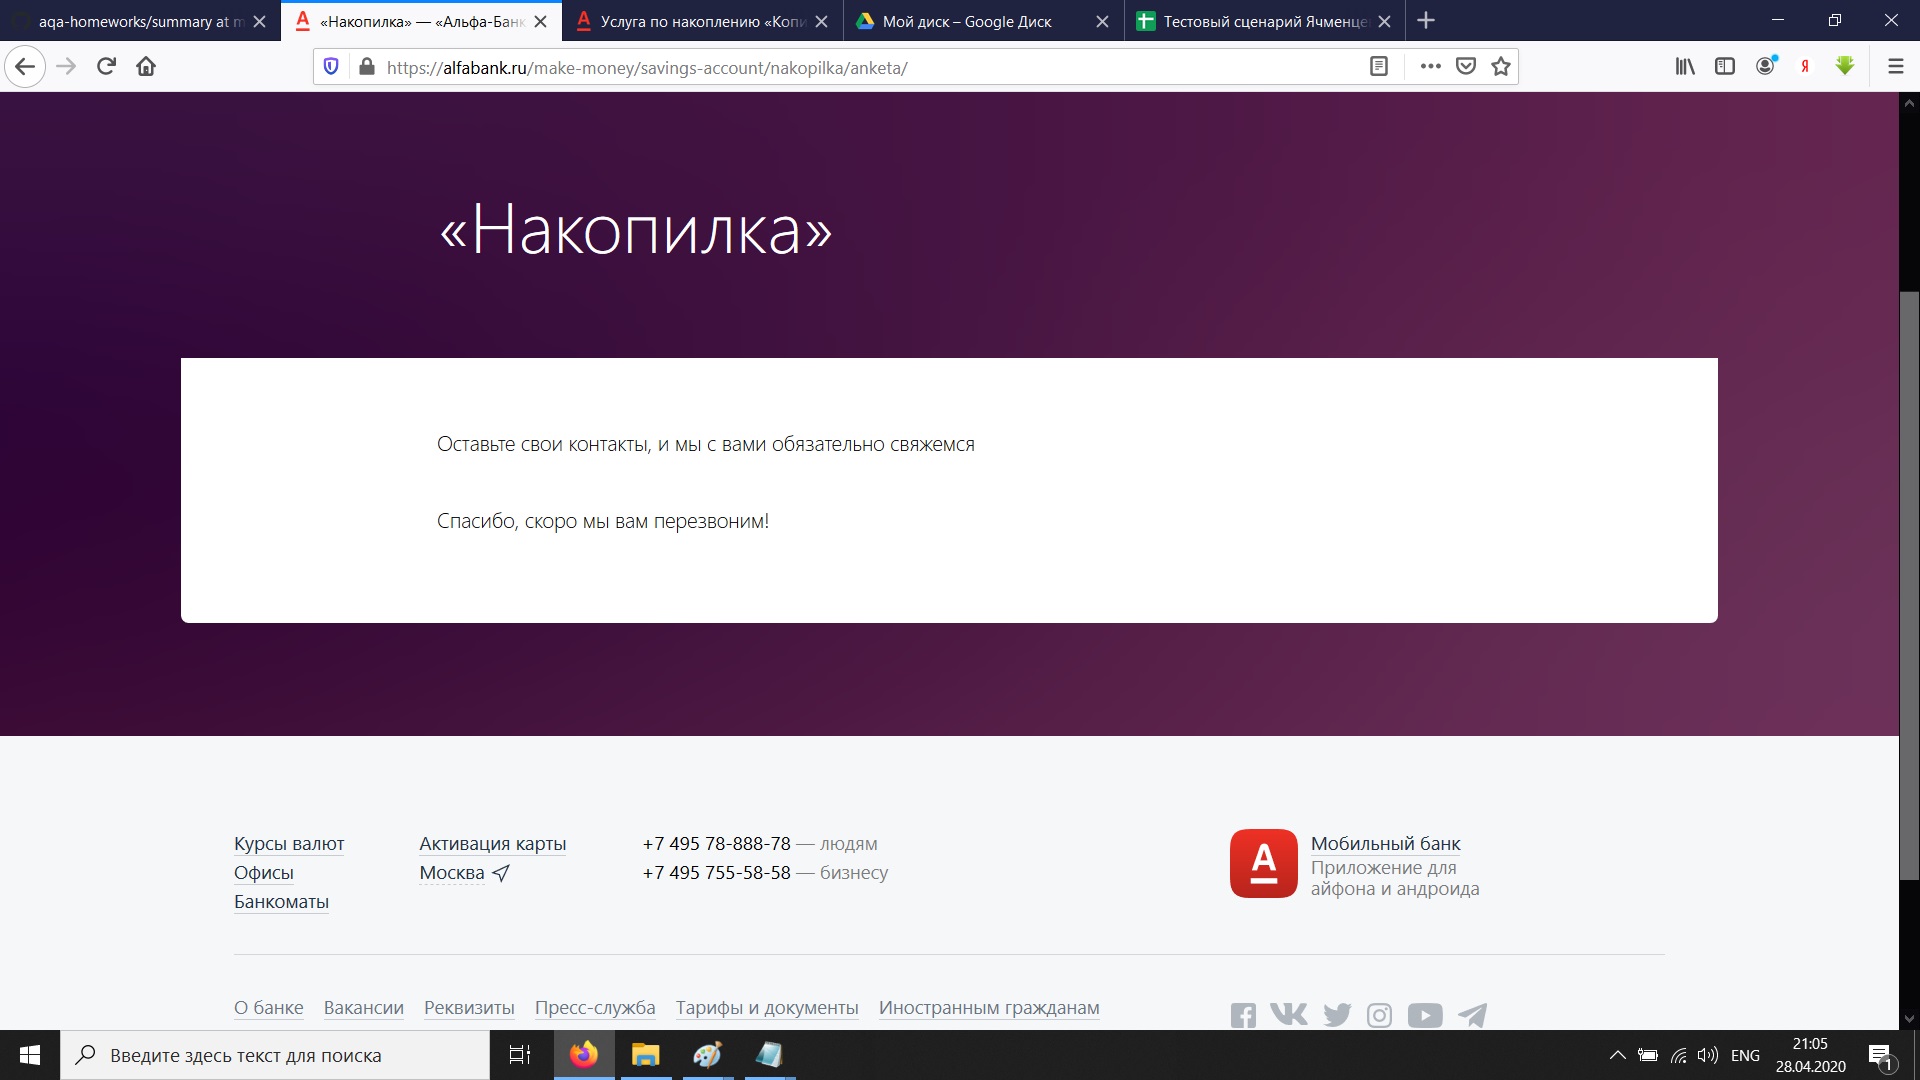 aqa-homeworks/summary at m
«Накопилка» — «Альфа-Банк
Услуга по накоплению «Копи
Мой диск – Google Диск
Тестовый сценарий Ячменце
https://alfabank.ru/make-money/savings-account/nakopilka/anketa/
Я
«Накопилка»
Оставьте свои контакты, и мы с вами обязательно свяжемся
Спасибо, скоро мы вам перезвоним!
Курсы валют
Офисы
Банкоматы
Активация карты
Москва
+7 495 78-888-78 — людям
+7 495 755-58-58 — бизнесу
А
Мобильный банк
Приложение для
айфона и андроида
О банке Вакансии Реквизиты Пресс-служба Тарифы и документы Иностранным гражданам
Введите здесь текст для поиска
ENG
21:05
28.04.2020
1